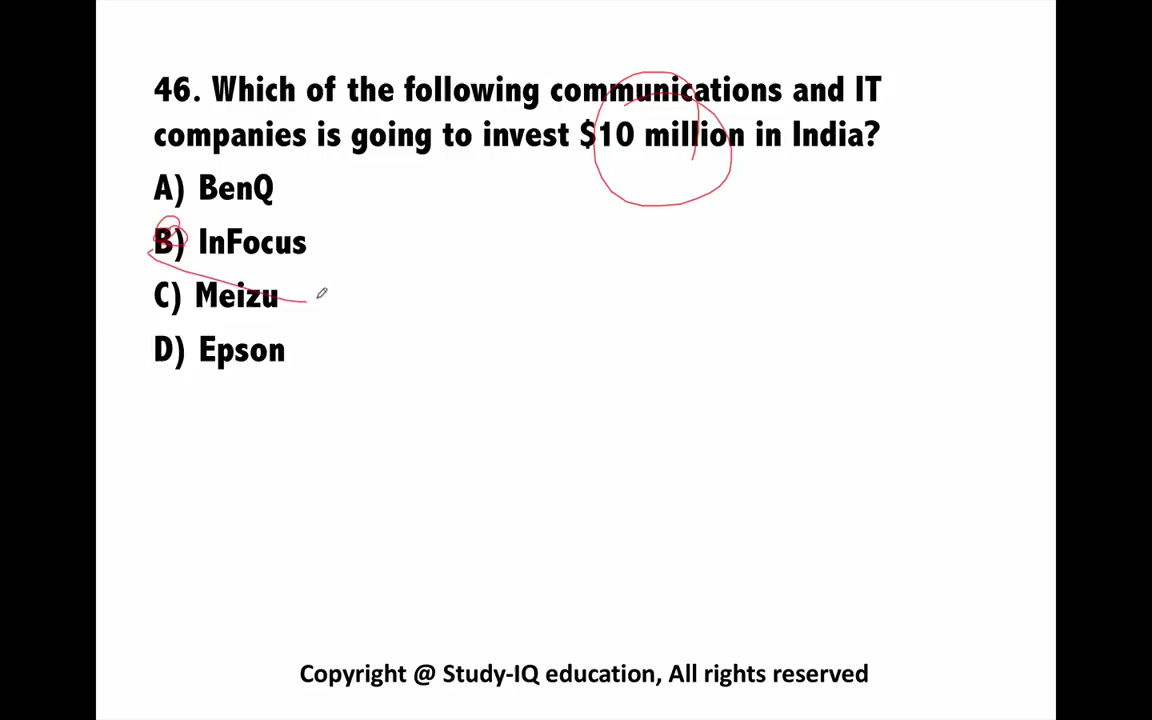 46. Which of the following communications and IT
companies is going to invest $10 million in India?
A) BenQ
B) InFocus
C) Meizu
D) Epson
Copyright @ Study-IQ education, All rights reserved